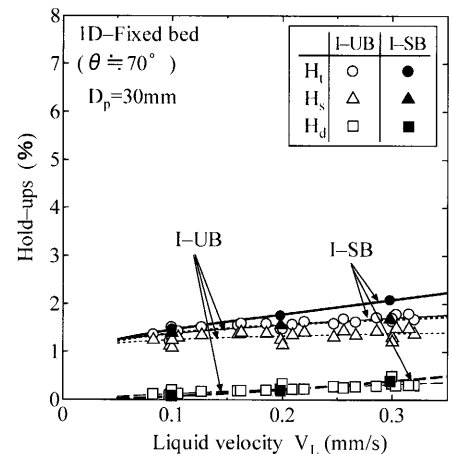 1D–Fixed bed
(θ≒70°)
Dp=30mm
I–UB I–SB
Ht
Hs
Hd
Hold–ups (%)
8
7
6
5
4
3
2
1
0
I–UB
I–SB
0 0.1 0.2 0.3
Liquid velocity VL (mm/s)